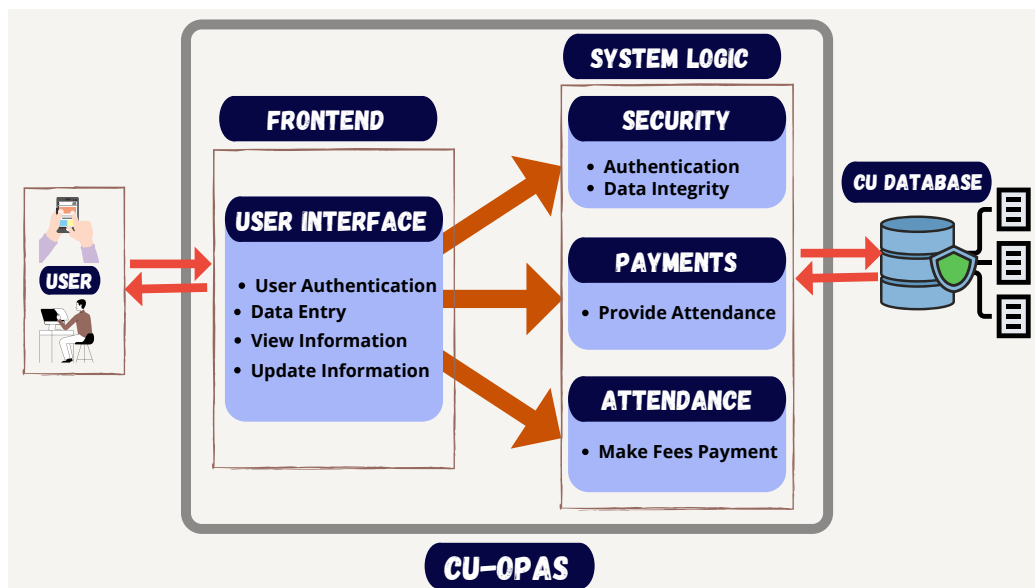 SYSTEM LOGIC
FRONTEND
SECURITY
• Authentication
• Data Integrity
CU DATABASE
USER INTERFACE
USER
• User Authentication
• Data Entry
• View Information
• Update Information
PAYMENTS
• Provide Attendance
ATTENDANCE
• Make Fees Payment
CU-OPAS